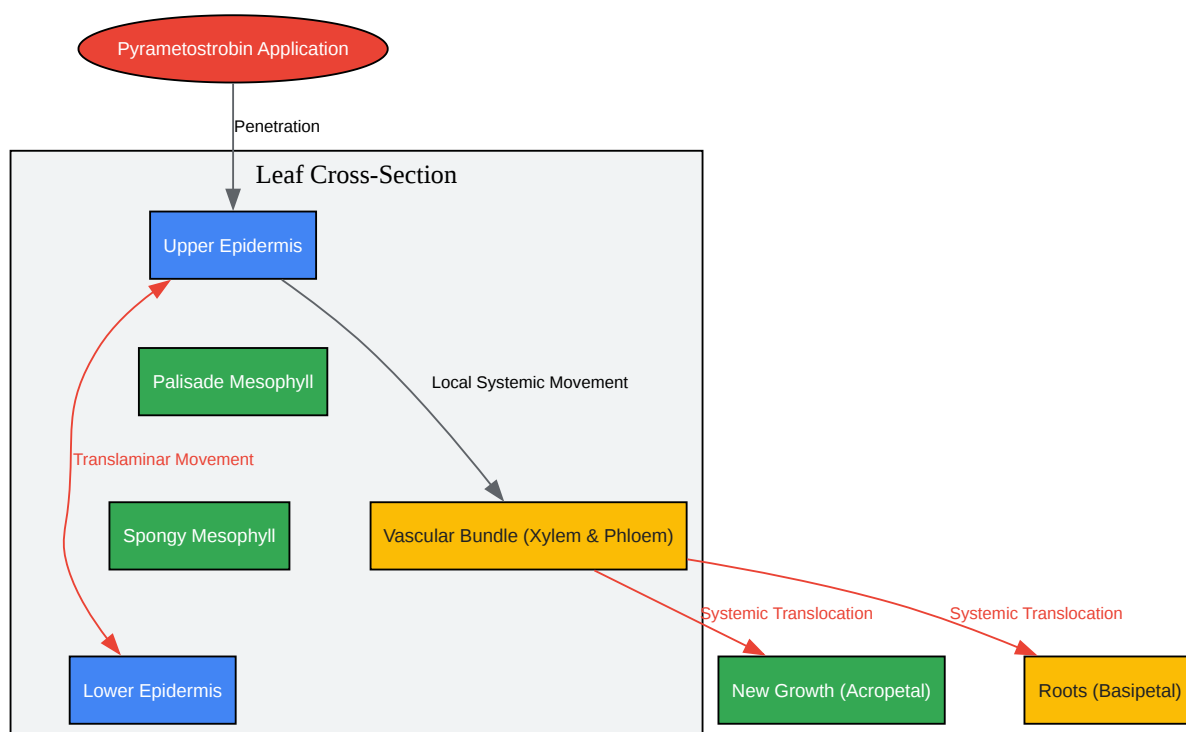 Pyrametostrobin Application
Penetration
Leaf Cross-Section
Upper Epidermis
Palisade Mesophyll
Local Systemic Movement
Translaminar Movement
Spongy Mesophyll
Vascular Bundle (Xylem & Phloem)
Systemic Translocation
Systemic Translocation
Lower Epidermis
New Growth (Acropetal)
Roots (Basipetal)